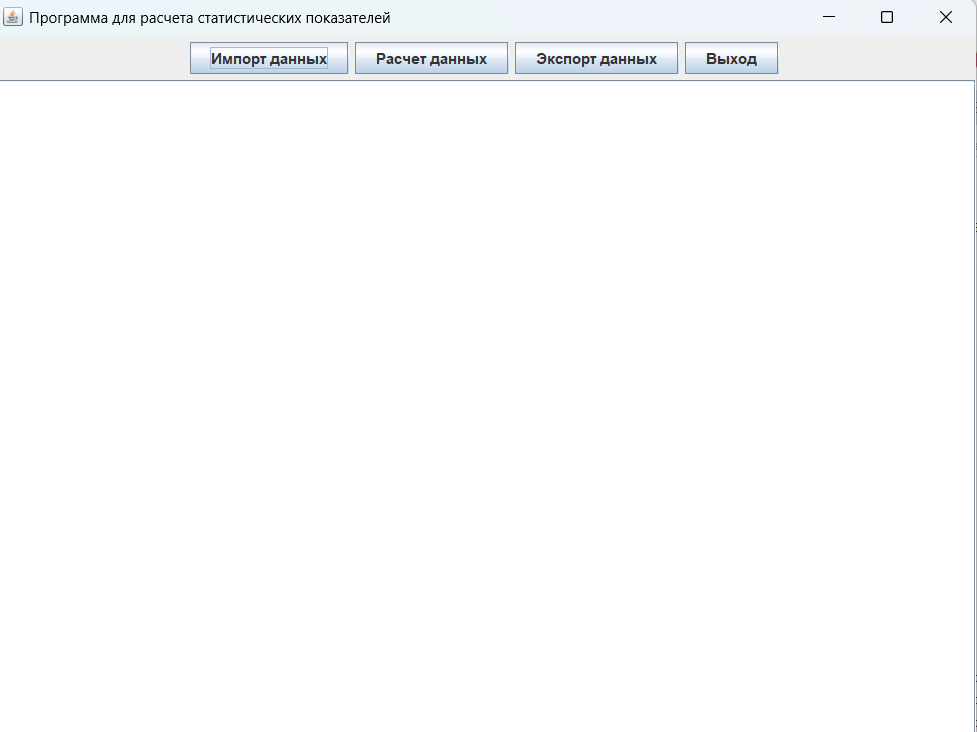 Программа для расчета статистических показателей
Импорт данных Расчет данных Экспорт данных Выход